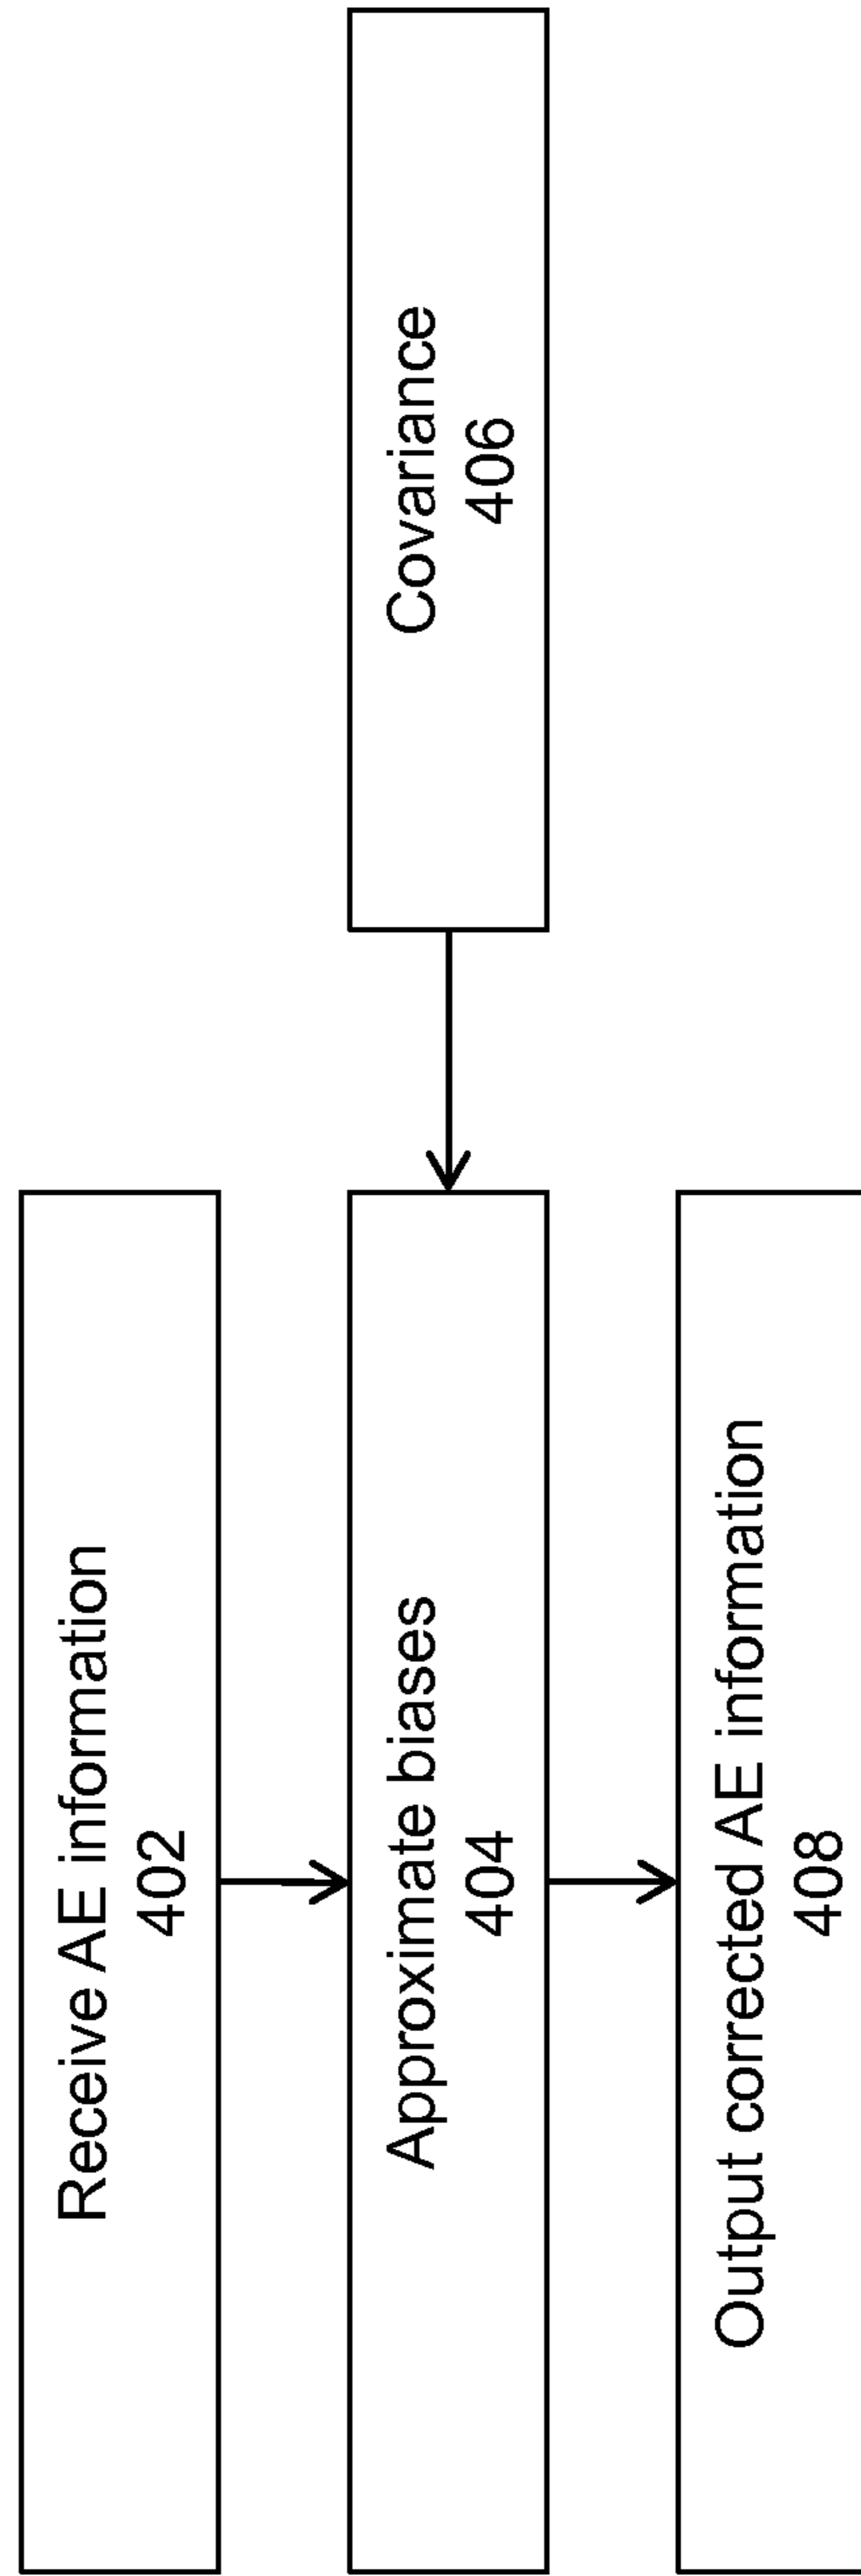 Receive AE information
402
Approximate biases
404
Covariance
406
Output corrected AE information
408